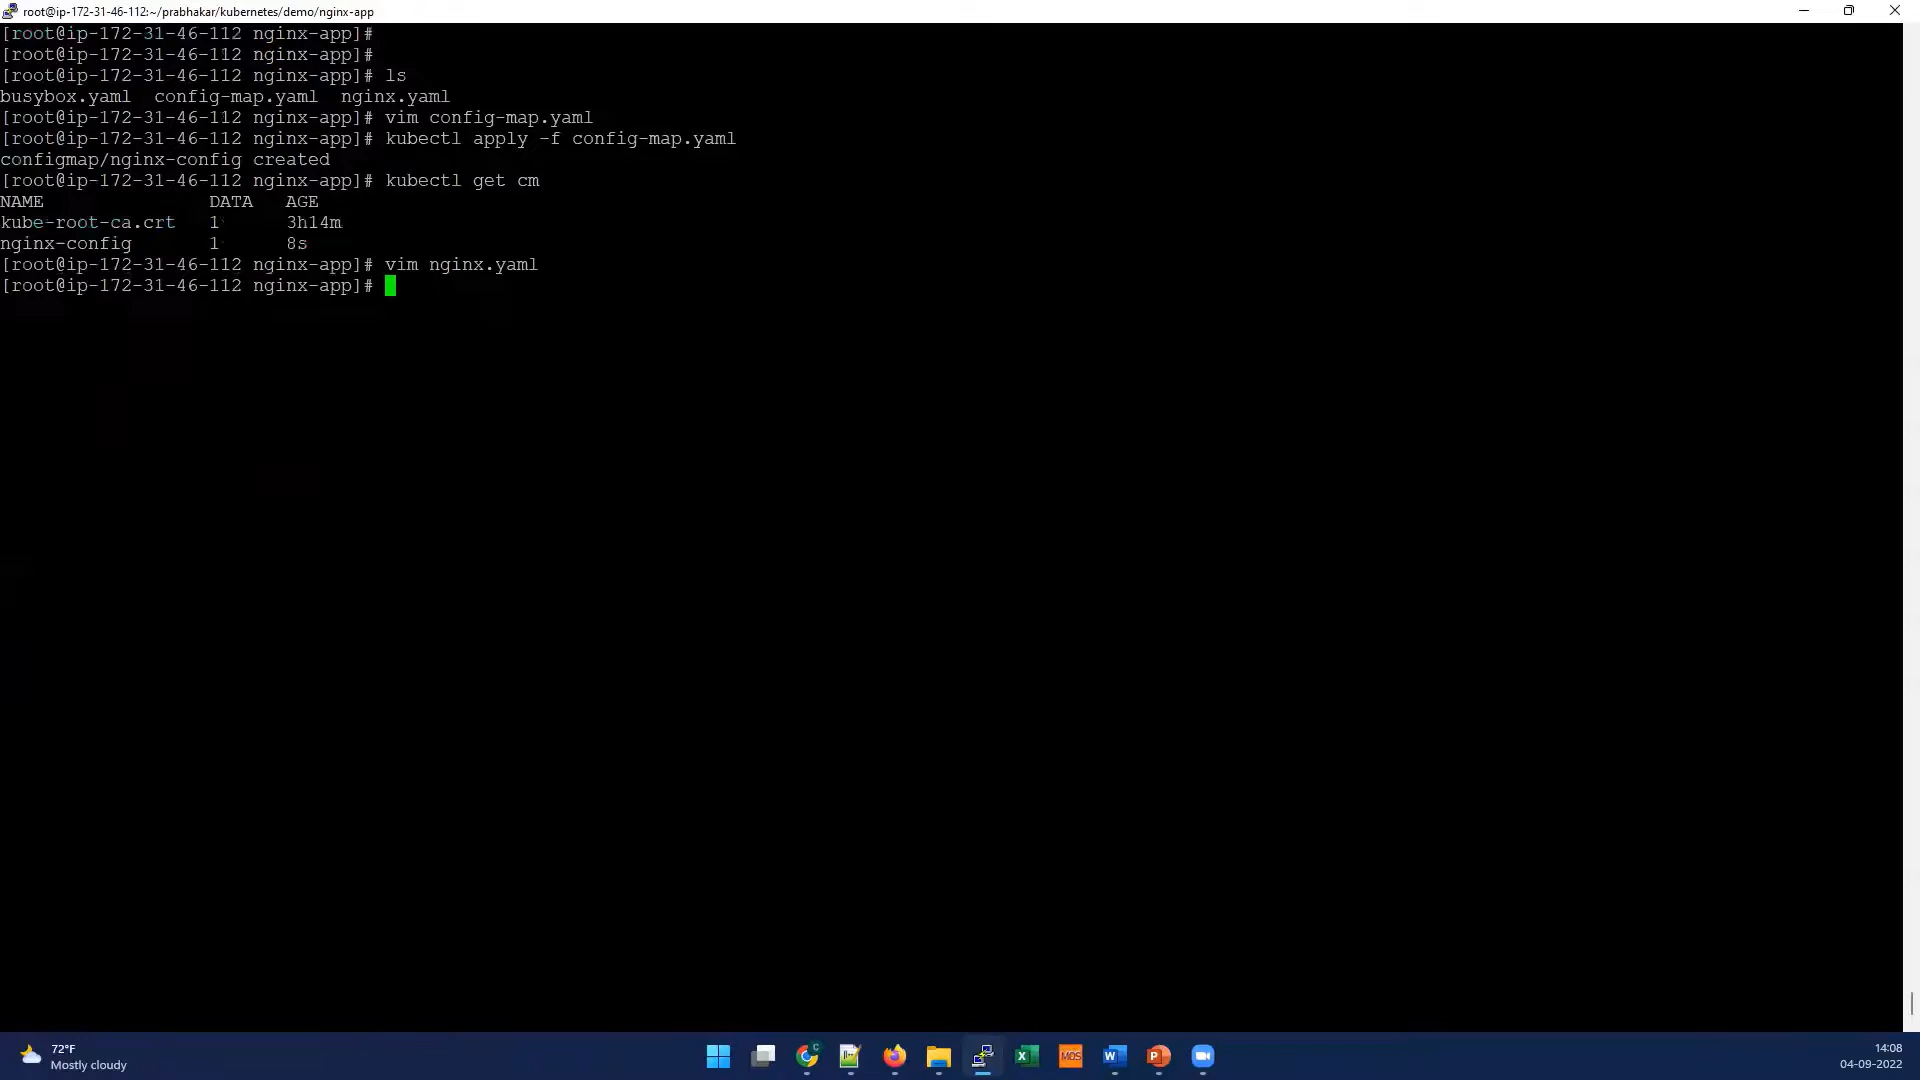 root@ip-172-31-46-112:~/prabhakar/kubernetes/demo/nginx-app
[root@ip-172-31-46-112 nginx-app]#
[root@ip-172-31-46-112 nginx-app]#
[root@ip-172-31-46-112 nginx-app]# ls
busybox.yaml  config-map.yaml  nginx.yaml
[root@ip-172-31-46-112 nginx-app]# vim config-map.yaml
[root@ip-172-31-46-112 nginx-app]# kubectl apply -f config-map.yaml
configmap/nginx-config created
[root@ip-172-31-46-112 nginx-app]# kubectl get cm
NAME               DATA   AGE
kube-root-ca.crt   1      3h14m
nginx-config       1      8s
[root@ip-172-31-46-112 nginx-app]# vim nginx.yaml
[root@ip-172-31-46-112 nginx-app]#
72°F
Mostly cloudy
C
X
MOS
W
P
14:08
04-09-2022